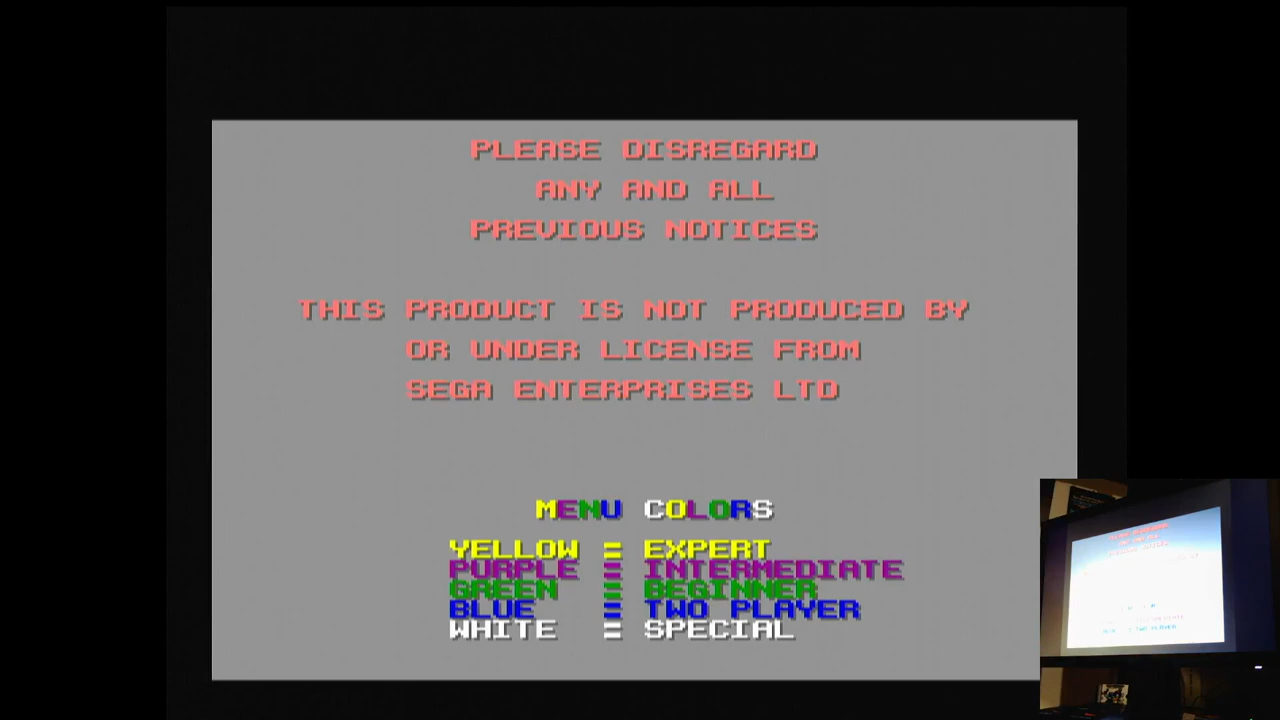 PLEASE DISREGARD
ANY AND ALL
PREVIOUS NOTICES
THIS PRODUCT IS NOT PRODUCED BY
OR UNDER LICENSE FROM
SEGA ENTERPRISES LTD
MENU COLORS
YELLOW = EXPERT
PURPLE = INTERMEDIATE
GREEN = BEGINNER
BLUE = TWO PLAYER
WHITE = SPECIAL